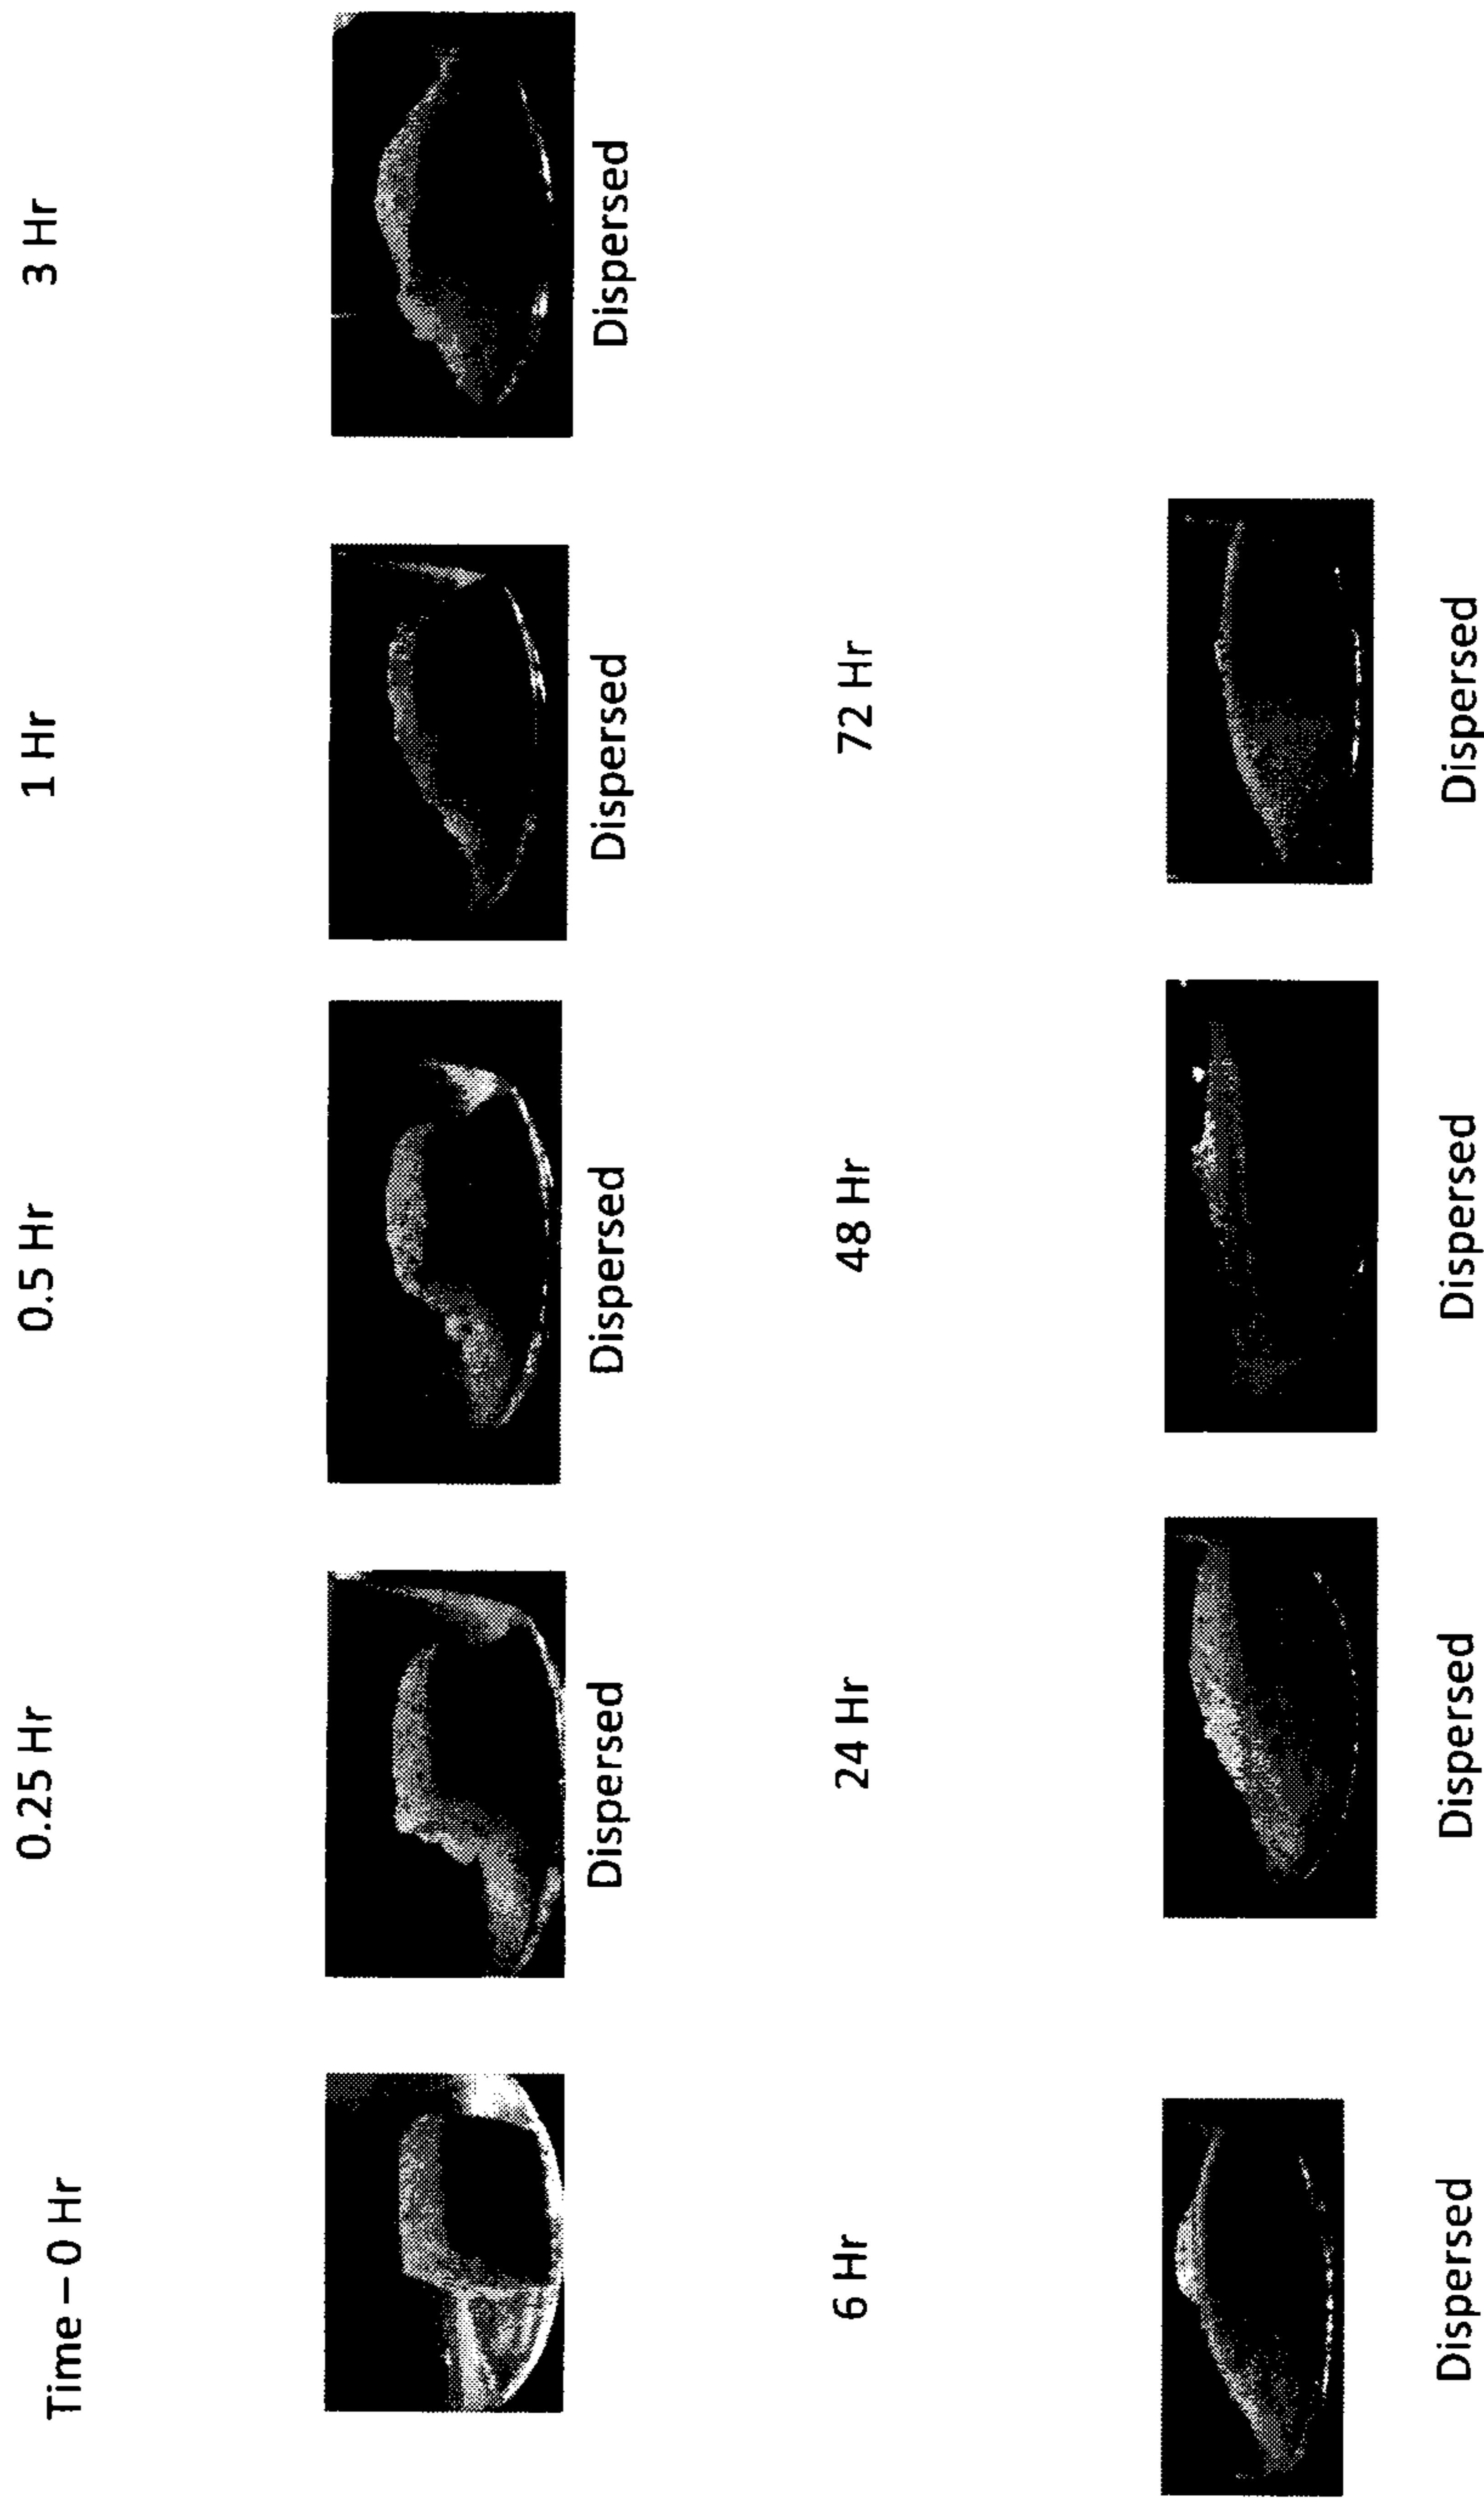 Time – 0 Hr
0.25 Hr
0.5 Hr
1 Hr
3 Hr
Dispersed
Dispersed
Dispersed
Dispersed
6 Hr
24 Hr
48 Hr
72 Hr
Dispersed
Dispersed
Dispersed
Dispersed